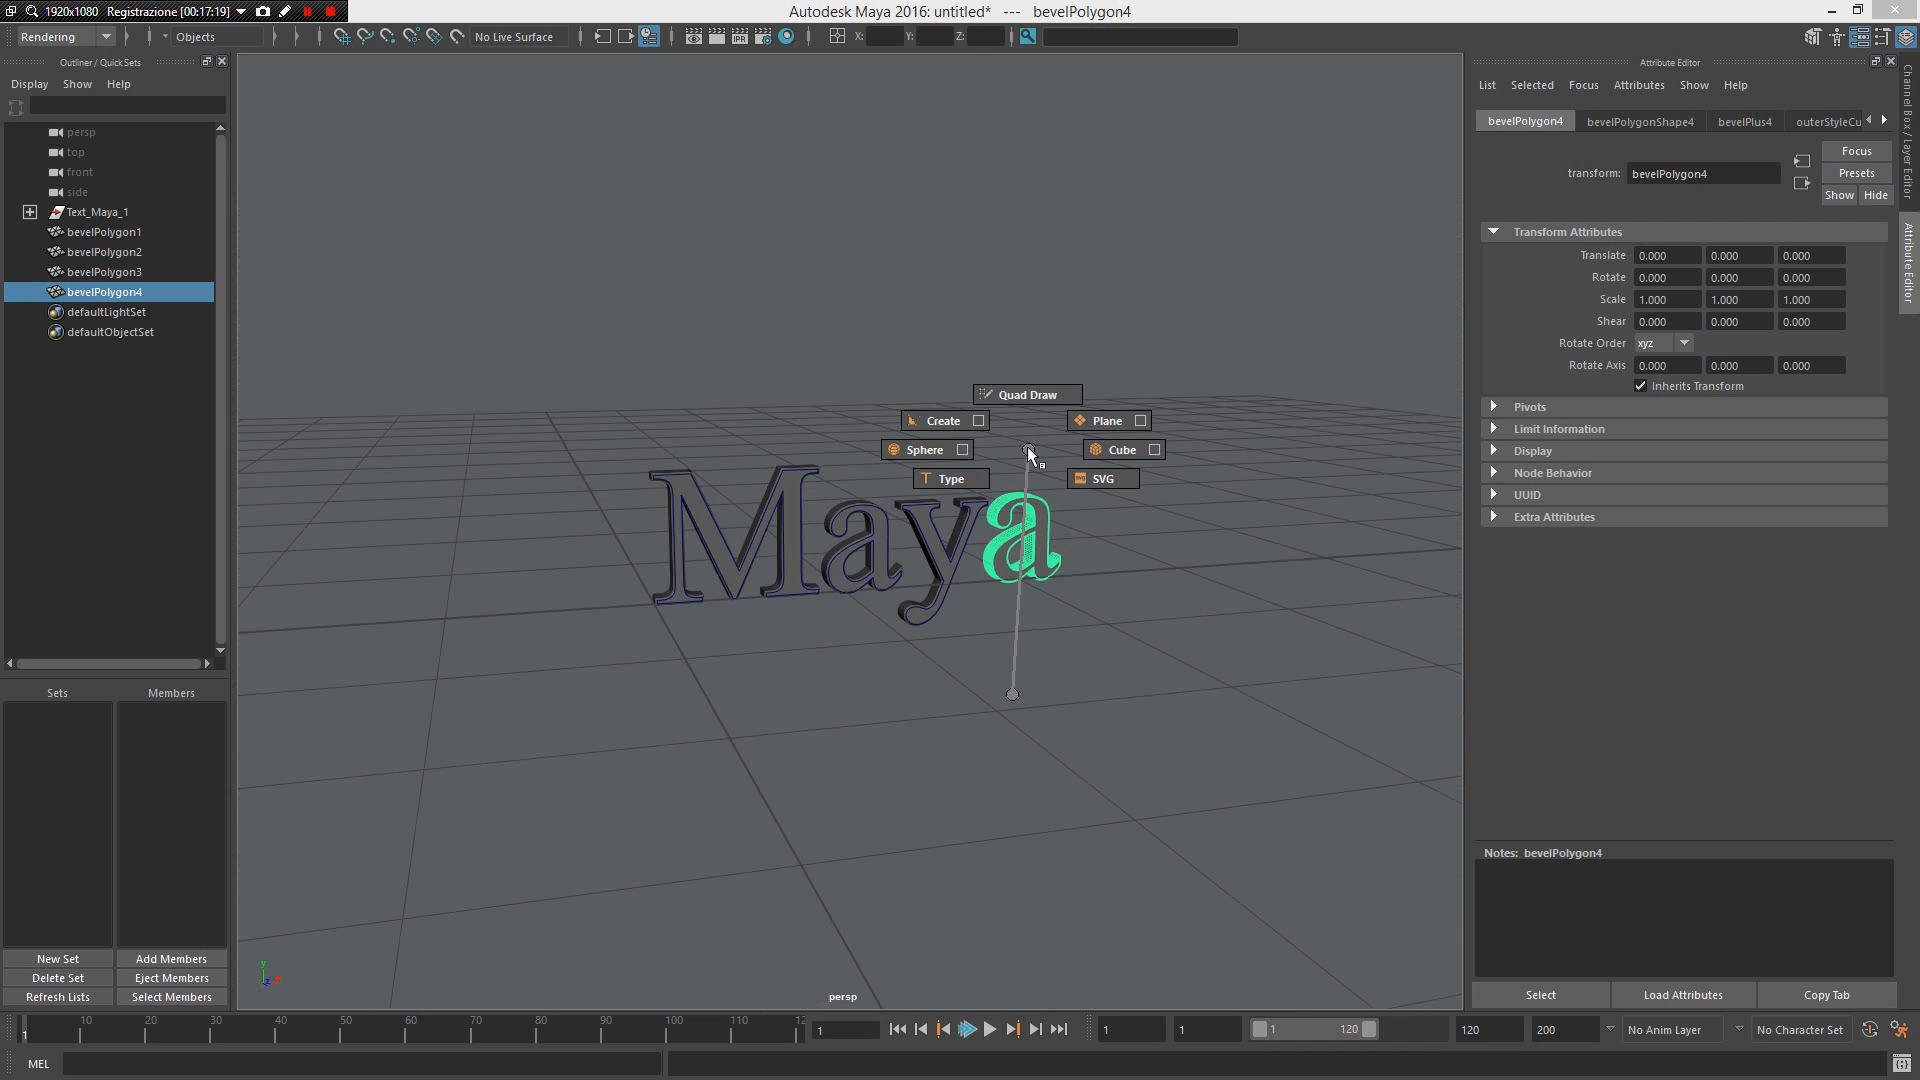 1920x1080 Registrazione [00:17:19]
Autodesk Maya 2016: untitled* --- bevelPolygon4
Rendering Objects No Live Surface X: Y: Z:
Outliner / Quick Sets
Display Show Help
persp
top
front
side
Text_Maya_1
bevelPolygon1
bevelPolygon2
bevelPolygon3
bevelPolygon4
defaultLightSet
defaultObjectSet
Sets Members
New Set Add Members
Delete Set Eject Members
Refresh Lists Select Members
Quad Draw
Create Plane
Sphere Cube
Type SVG
Maya
persp
Attribute Editor
List Selected Focus Attributes Show Help
bevelPolygon4 bevelPolygonShape4 bevelPlus4 outerStyleCu
transform: bevelPolygon4
Focus
Presets
Show Hide
Transform Attributes
Translate 0.000 0.000 0.000
Rotate 0.000 0.000 0.000
Scale 1.000 1.000 1.000
Shear 0.000 0.000 0.000
Rotate Order xyz
Rotate Axis 0.000 0.000 0.000
Inherits Transform
Pivots
Limit Information
Display
Node Behavior
UUID
Extra Attributes
Notes: bevelPolygon4
Select Load Attributes Copy Tab
Channel Box / Layer Editor
Attribute Editor
1 10 20 30 40 50 60 70 80 90 100 110 12
1 1 1 1 120 120 200 No Anim Layer No Character Set
MEL